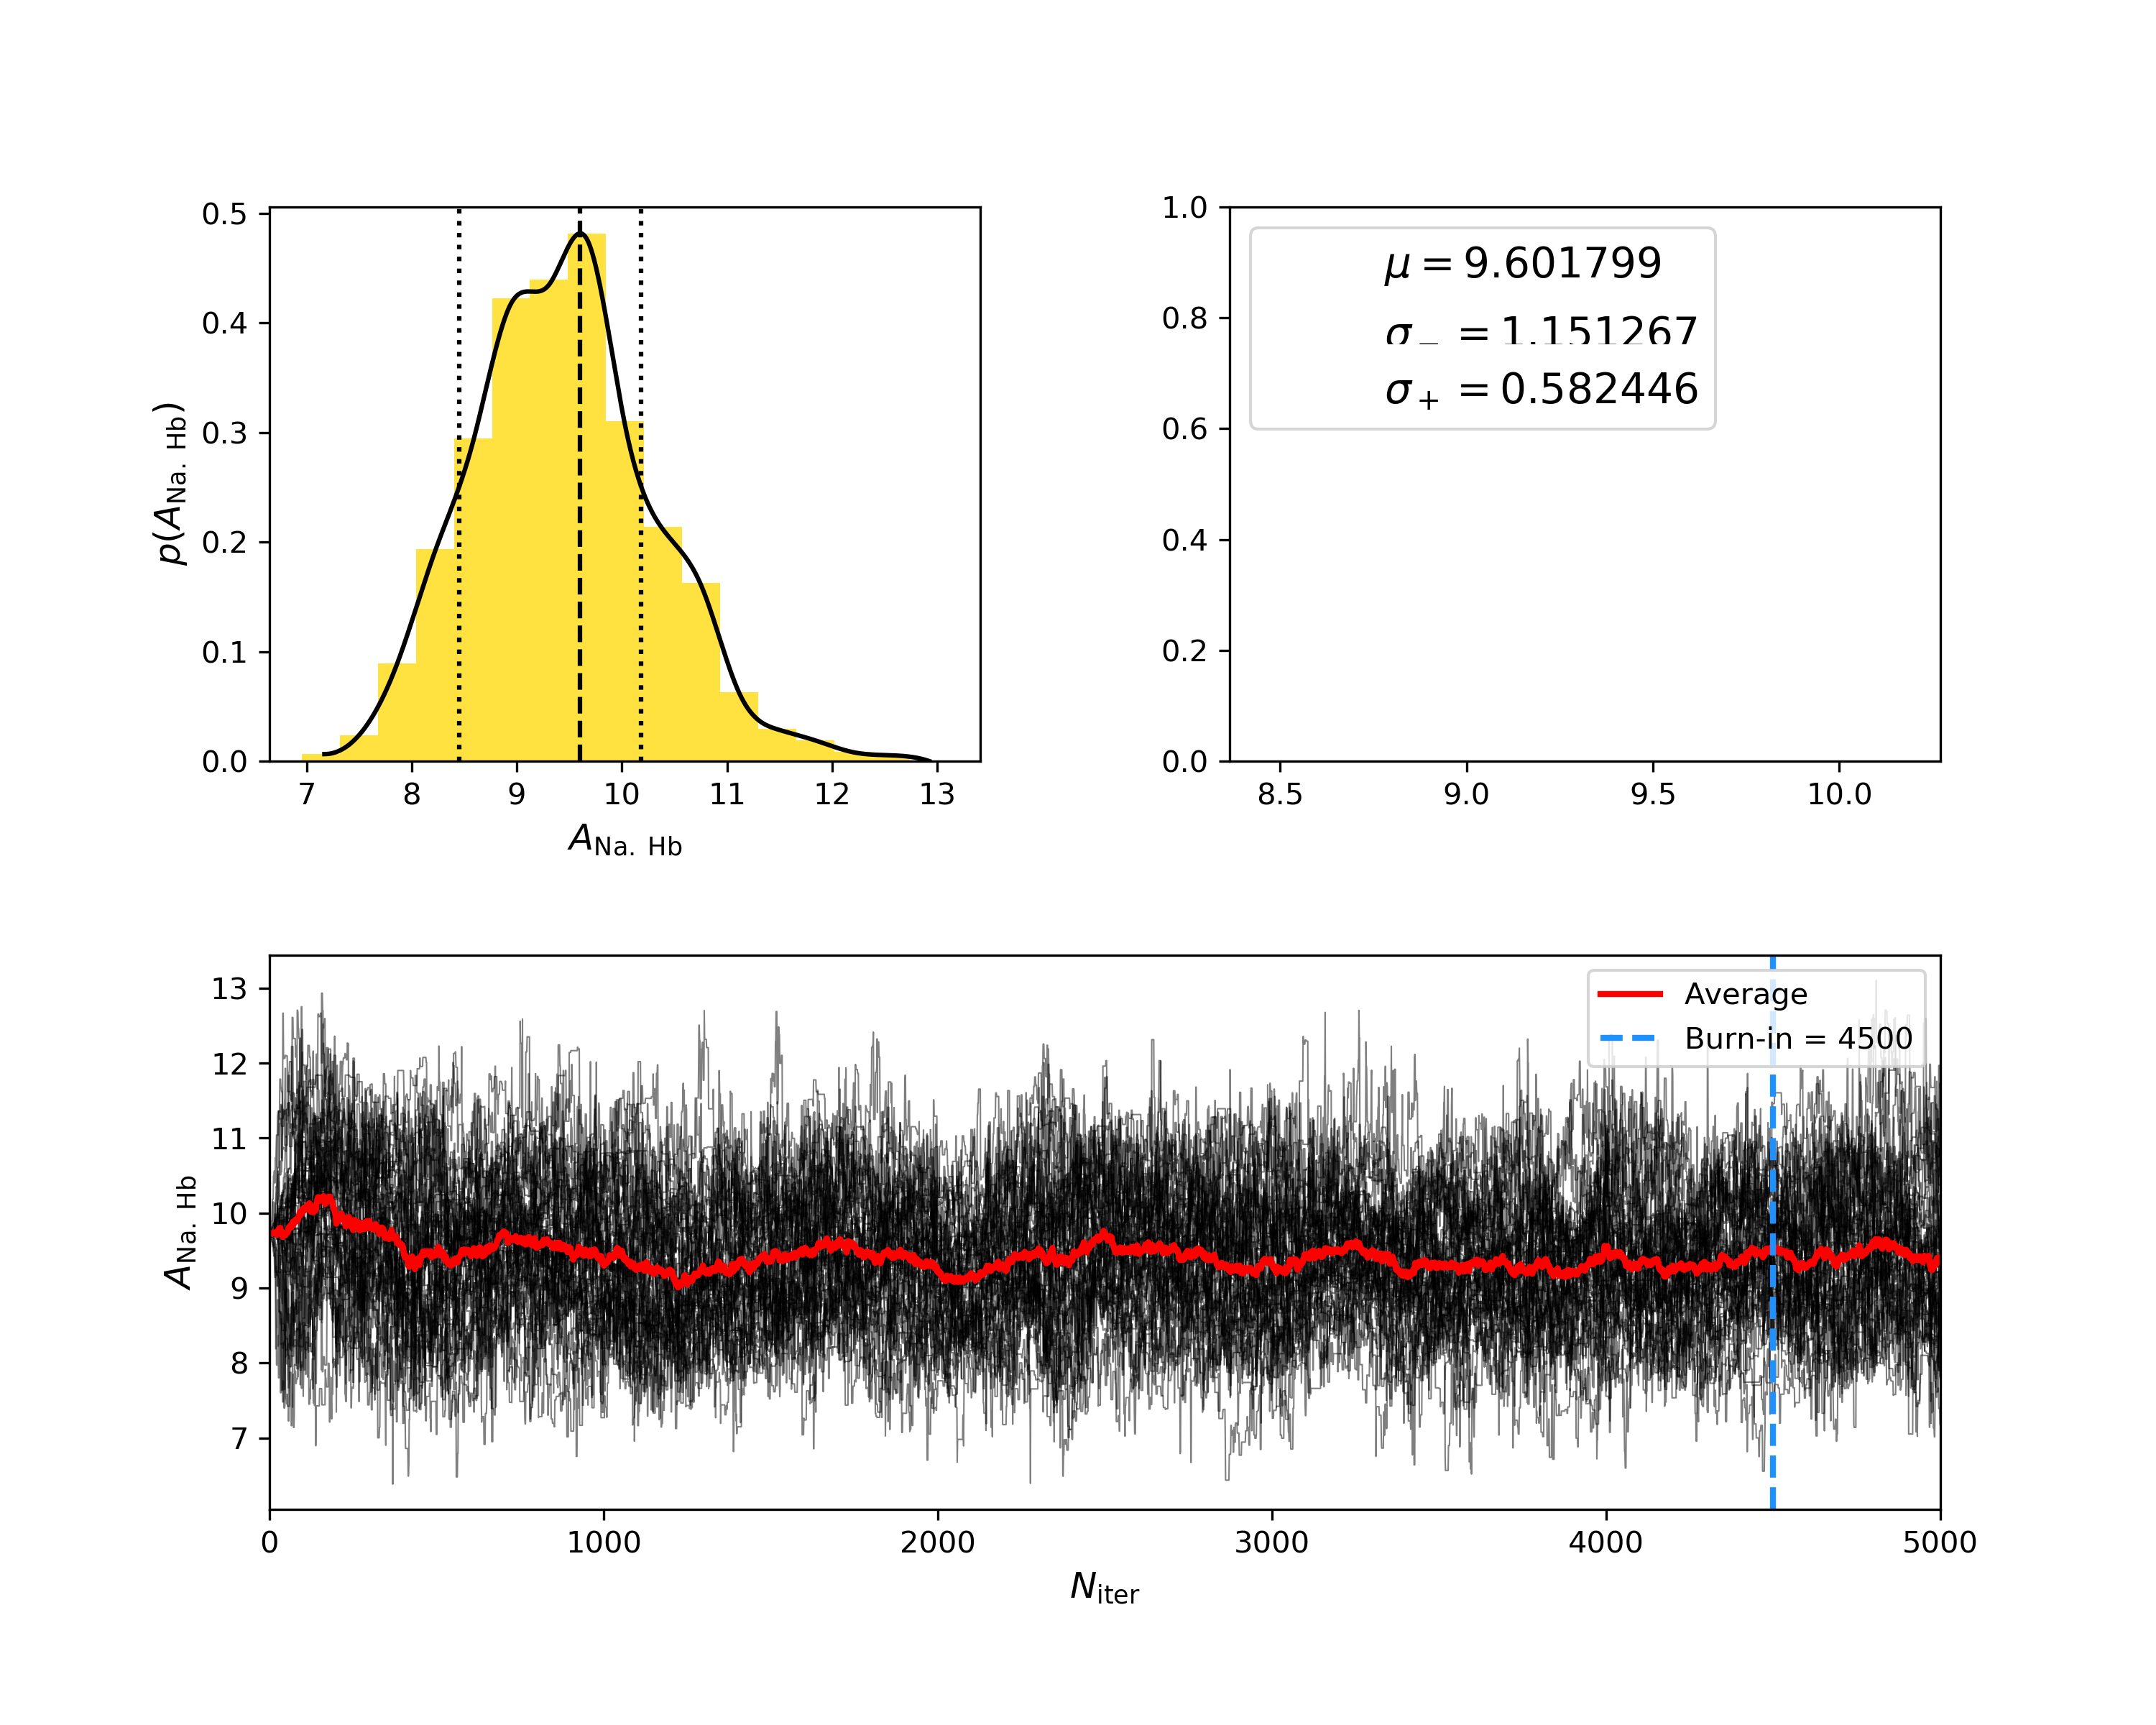 0.5
0.4
0.3
0.2
0.1
0.0
p(A_Na. Hb)
7 8 9 10 11 12 13
A_Na. Hb
1.0
0.8
0.6
0.4
0.2
0.0
μ = 9.601799
σ_− = 1.151267
σ_+ = 0.582446
8.5 9.0 9.5 10.0
13
12
11
10
9
8
7
A_Na. Hb
Average
Burn-in = 4500
0 1000 2000 3000 4000 5000
N_iter